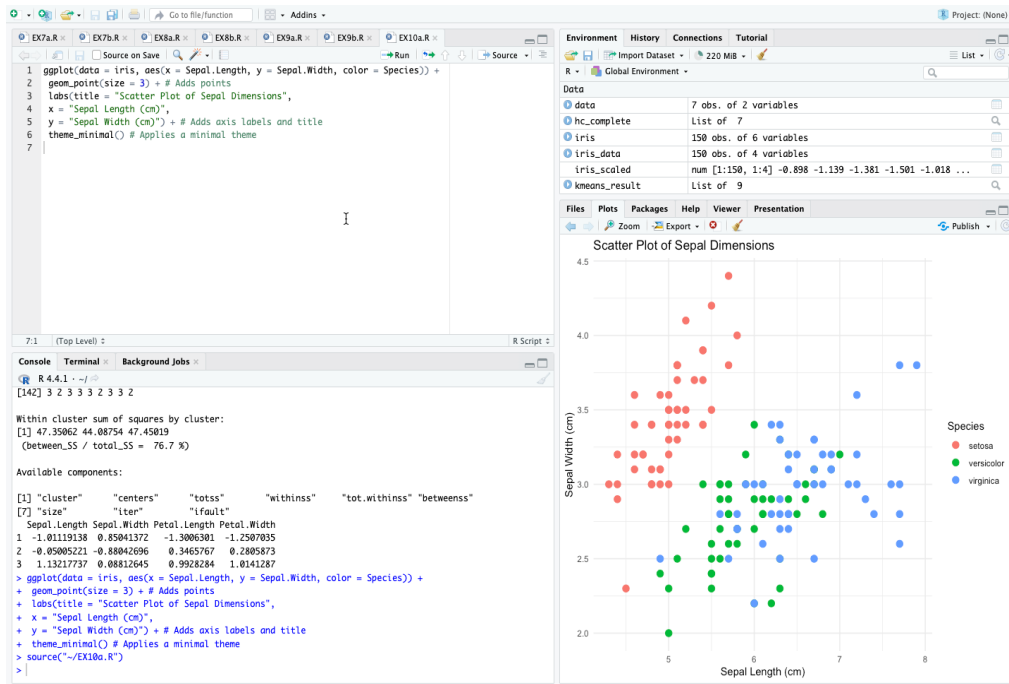 Go to file/function
Addins
Project: (None)
EX7a.R
EX7b.R
EX8a.R
EX8b.R
EX9a.R
EX9b.R
EX10a.R
Source on Save
Run
Source
1 ggplot(data = iris, aes(x = Sepal.Length, y = Sepal.Width, color = Species)) +
2 geom_point(size = 3) + # Adds points
3 labs(title = "Scatter Plot of Sepal Dimensions",
4 x = "Sepal Length (cm)",
5 y = "Sepal Width (cm)") + # Adds axis labels and title
6 theme_minimal() # Applies a minimal theme
7
7:1 (Top Level)
R Script
Console Terminal Background Jobs
R 4.4.1 · ~/
[142] 3 2 3 3 3 2 3 3 2
Within cluster sum of squares by cluster:
[1] 47.35062 44.08754 47.45019
(between_SS / total_SS = 76.7 %)
Available components:
[1] "cluster" "centers" "totss" "withinss" "tot.withinss" "betweenss"
[7] "size" "iter" "ifault"
Sepal.Length Sepal.Width Petal.Length Petal.Width
1 -1.01119138 0.85041372 -1.3006301 -1.2507035
2 -0.05005221 -0.88042696 0.3465767 0.2805873
3 1.13217737 0.08812645 0.9928284 1.0141287
> ggplot(data = iris, aes(x = Sepal.Length, y = Sepal.Width, color = Species)) +
+ geom_point(size = 3) + # Adds points
+ labs(title = "Scatter Plot of Sepal Dimensions",
+ x = "Sepal Length (cm)",
+ y = "Sepal Width (cm)") + # Adds axis labels and title
+ theme_minimal() # Applies a minimal theme
> source("~/EX10a.R")
>
Environment History Connections Tutorial
Import Dataset
220 MiB
List
R
Global Environment
Data
data 7 obs. of 2 variables
hc_complete List of 7
iris 150 obs. of 6 variables
iris_data 150 obs. of 4 variables
iris_scaled num [1:150, 1:4] -0.898 -1.139 -1.381 -1.501 -1.018 ...
kmeans_result List of 9
Files Plots Packages Help Viewer Presentation
Zoom
Export
Publish
Scatter Plot of Sepal Dimensions
4.5
4.0
3.5
3.0
2.5
2.0
Sepal Width (cm)
5 6 7 8
Sepal Length (cm)
Species
setosa
versicolor
virginica